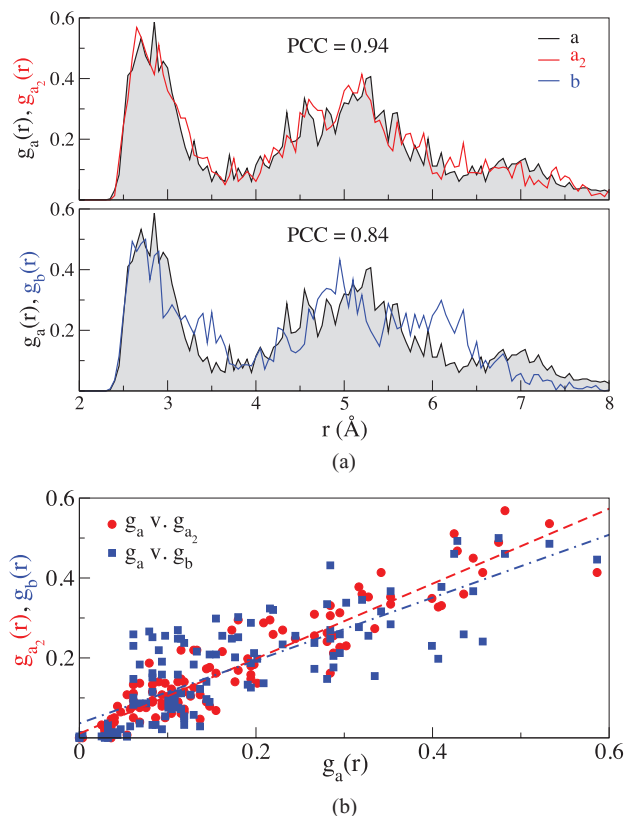 0.6
PCC = 0.94
a
a2
b
0.4
0.2
ga(r), ga2(r)
0.6
PCC = 0.84
0.4
0.2
ga(r), gb(r)
2 3 4 5 6 7 8
r (Å)
(a)
0.6
ga v. ga2
ga v. gb
0.4
0.2
ga2(r), gb(r)
0 0.2 0.4 0.6
ga(r)
(b)